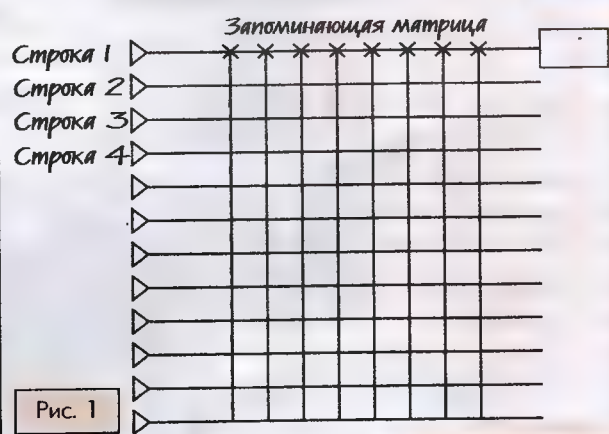 Запоминающая матрица
Строка 1
Строка 2
Строка 3
Строка 4
Рис. 1